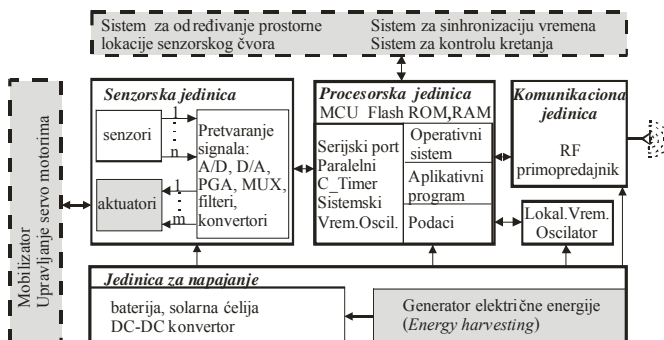 Sistem za određivanje prostorne
lokacije senzorskog čvora
Sistem za sinhronizaciju vremena
Sistem za kontrolu kretanja
Mobilizator
Upravljanje servo motorima
Senzorska jedinica
senzori
1
n
aktuatori
1
m
Pretvaranje
signala:
A/D, D/A,
PGA, MUX,
filteri,
konvertori
Procesorska jedinica
MCU Flash ROM,RAM
Serijski port
Paralelni
C_Timer
Sistemski
Vrem.Oscil.
Operativni
sistem
Aplikativni
program
Podaci
Komunikaciona
jedinica
RF
primopredajnik
Lokal.Vrem.
Oscilator
Jedinica za napajanje
baterija, solarna ćelija
DC-DC konvertor
Generator električne energije
(Energy harvesting)